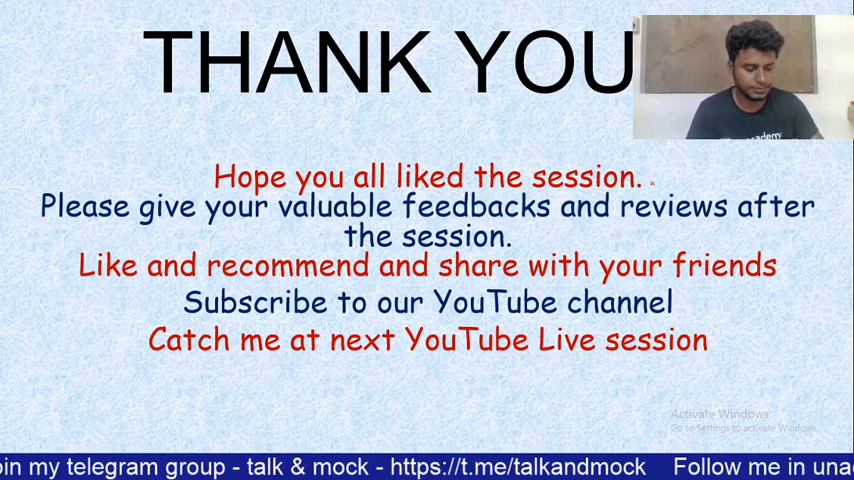 THANK YOU
Hope you all liked the session.
Please give your valuable feedbacks and reviews after
the session.
Like and recommend and share with your friends
Subscribe to our YouTube channel
Catch me at next YouTube Live session
Activate Windows
Go to Settings to activate Windows.
my telegram group - talk & mock - https://t.me/talkandmock Follow me in